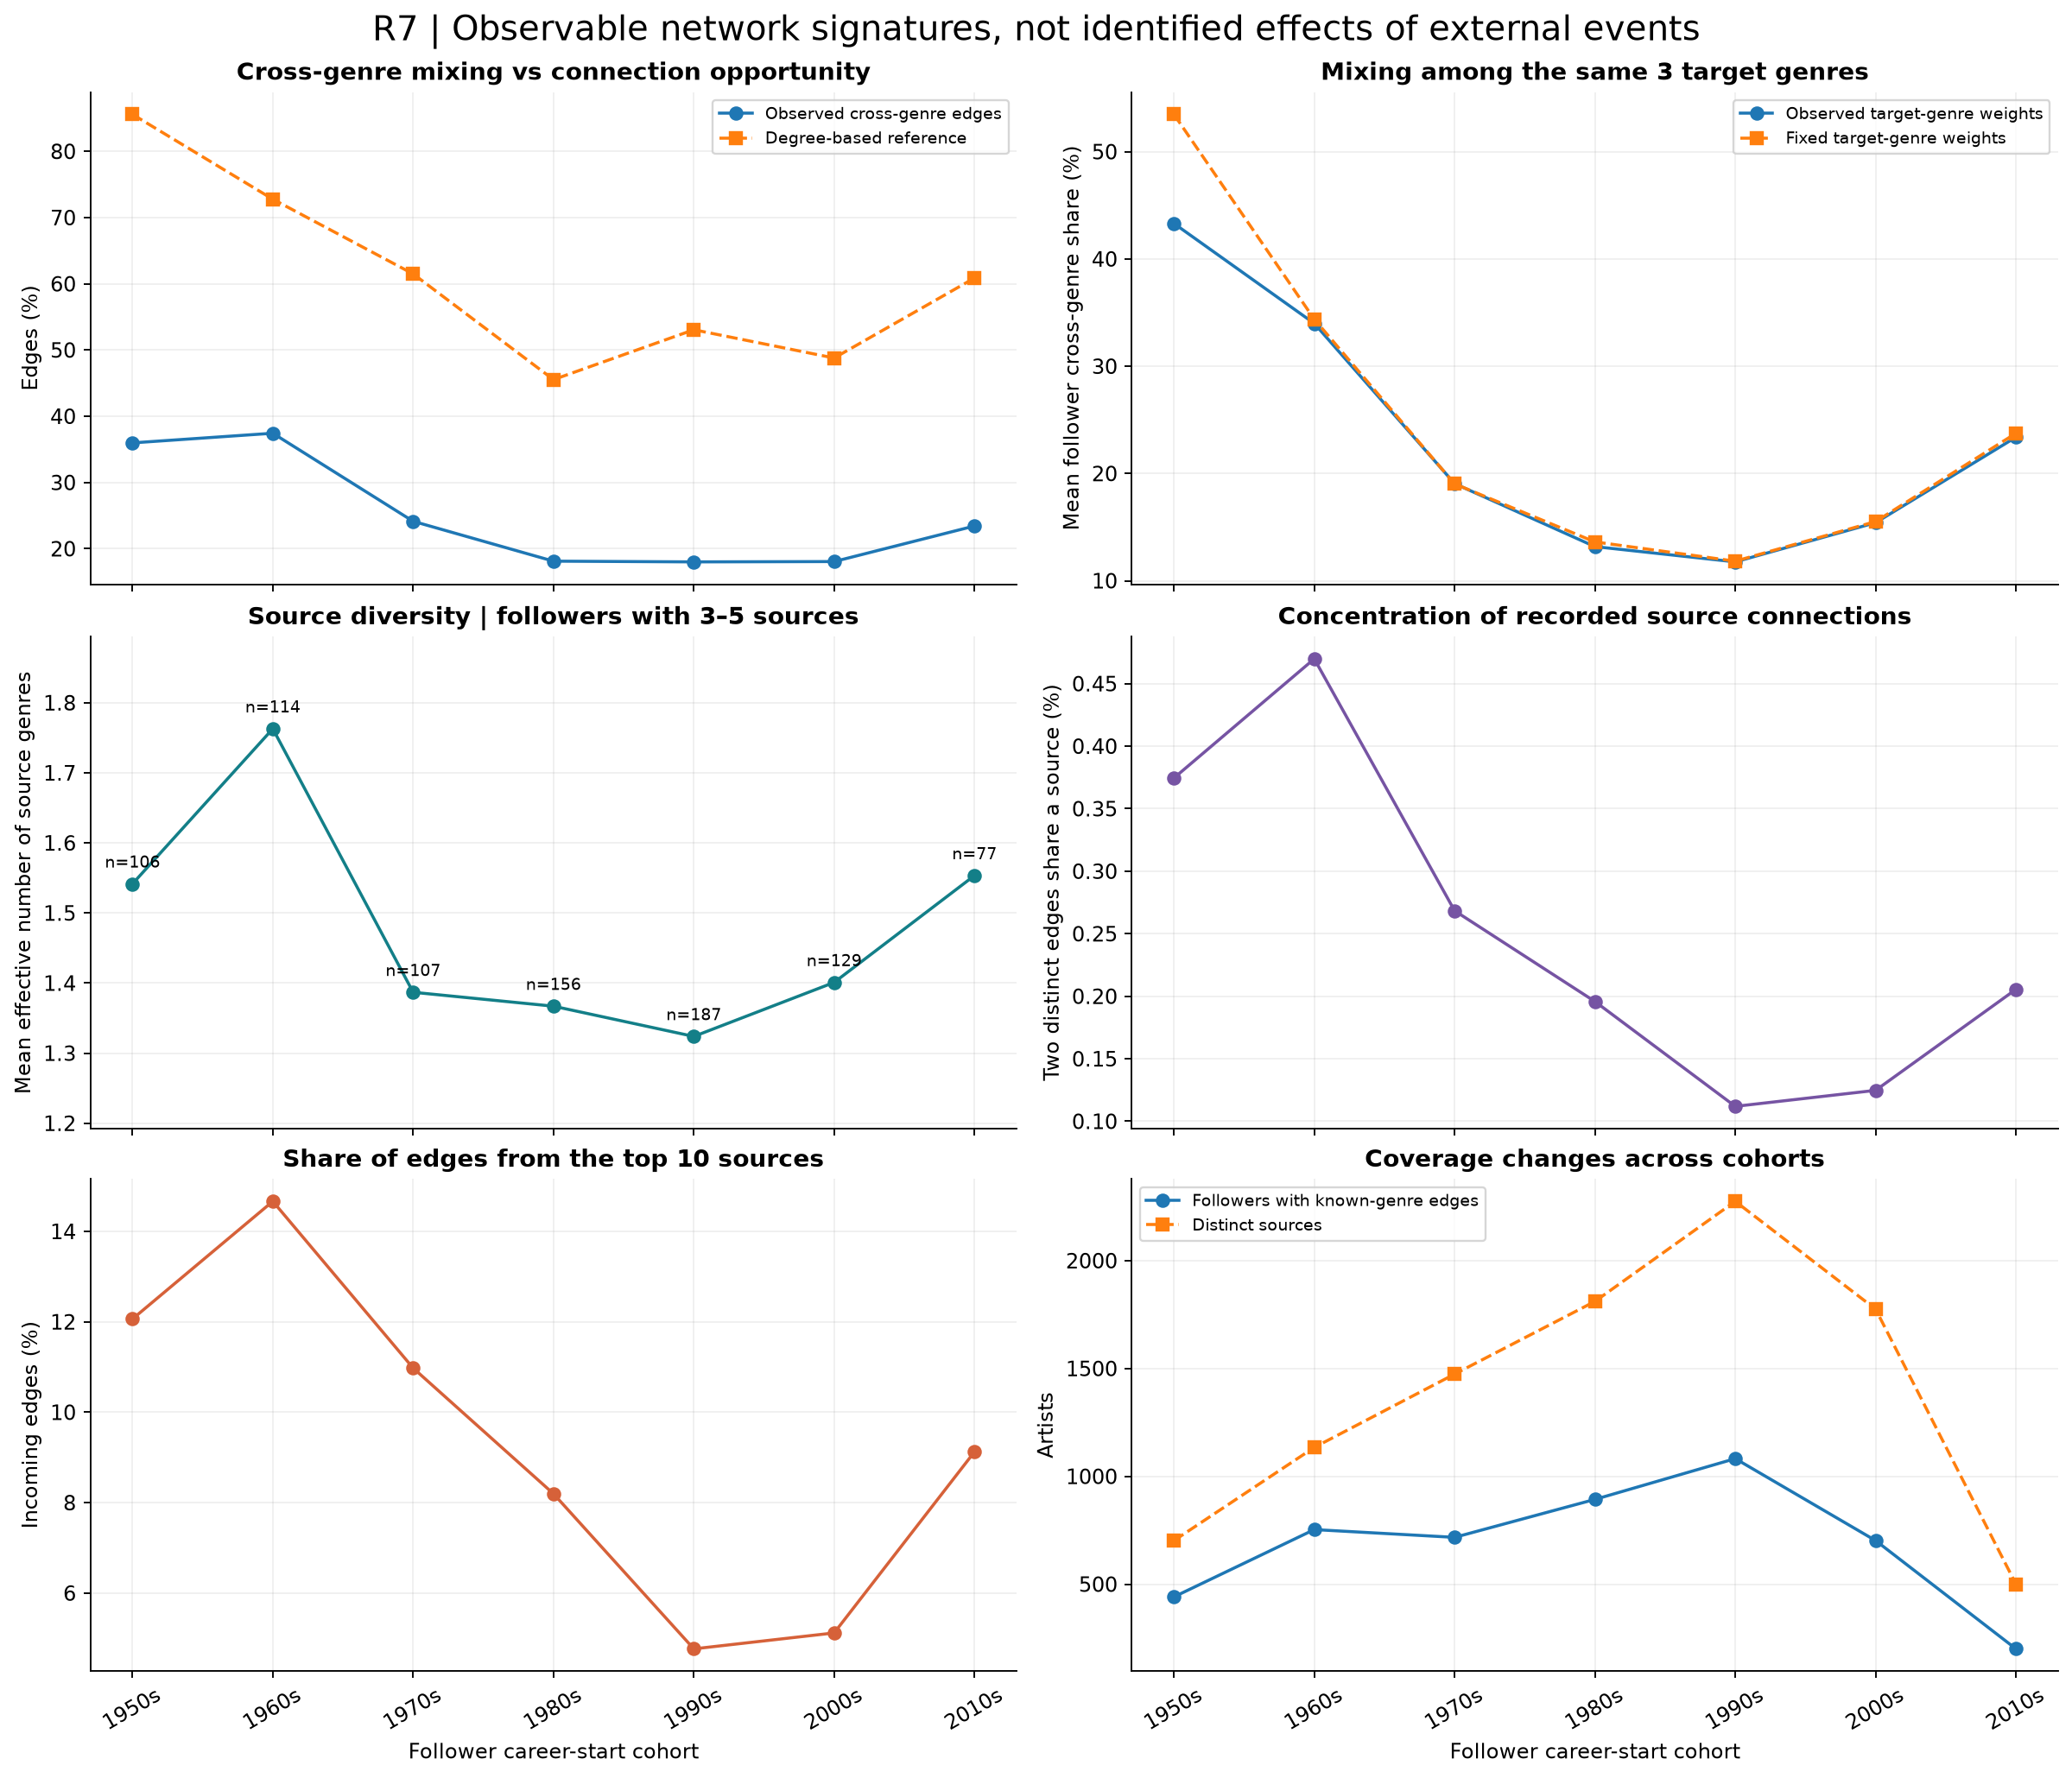 R7 | Observable network signatures, not identified effects of external events
Cross-genre mixing vs connection opportunity
Observed cross-genre edges
Degree-based reference
Edges (%)
80
70
60
50
40
30
20
Mixing among the same 3 target genres
Observed target-genre weights
Fixed target-genre weights
Mean follower cross-genre share (%)
50
40
30
20
10
Source diversity | followers with 3–5 sources
Mean effective number of source genres
1.8
1.7
1.6
1.5
1.4
1.3
1.2
n=106
n=114
n=107
n=156
n=187
n=129
n=77
Concentration of recorded source connections
Two distinct edges share a source (%)
0.45
0.40
0.35
0.30
0.25
0.20
0.15
0.10
Share of edges from the top 10 sources
Incoming edges (%)
14
12
10
8
6
1950s
1960s
1970s
1980s
1990s
2000s
2010s
Follower career-start cohort
Coverage changes across cohorts
Followers with known-genre edges
Distinct sources
Artists
2000
1500
1000
500
1950s
1960s
1970s
1980s
1990s
2000s
2010s
Follower career-start cohort